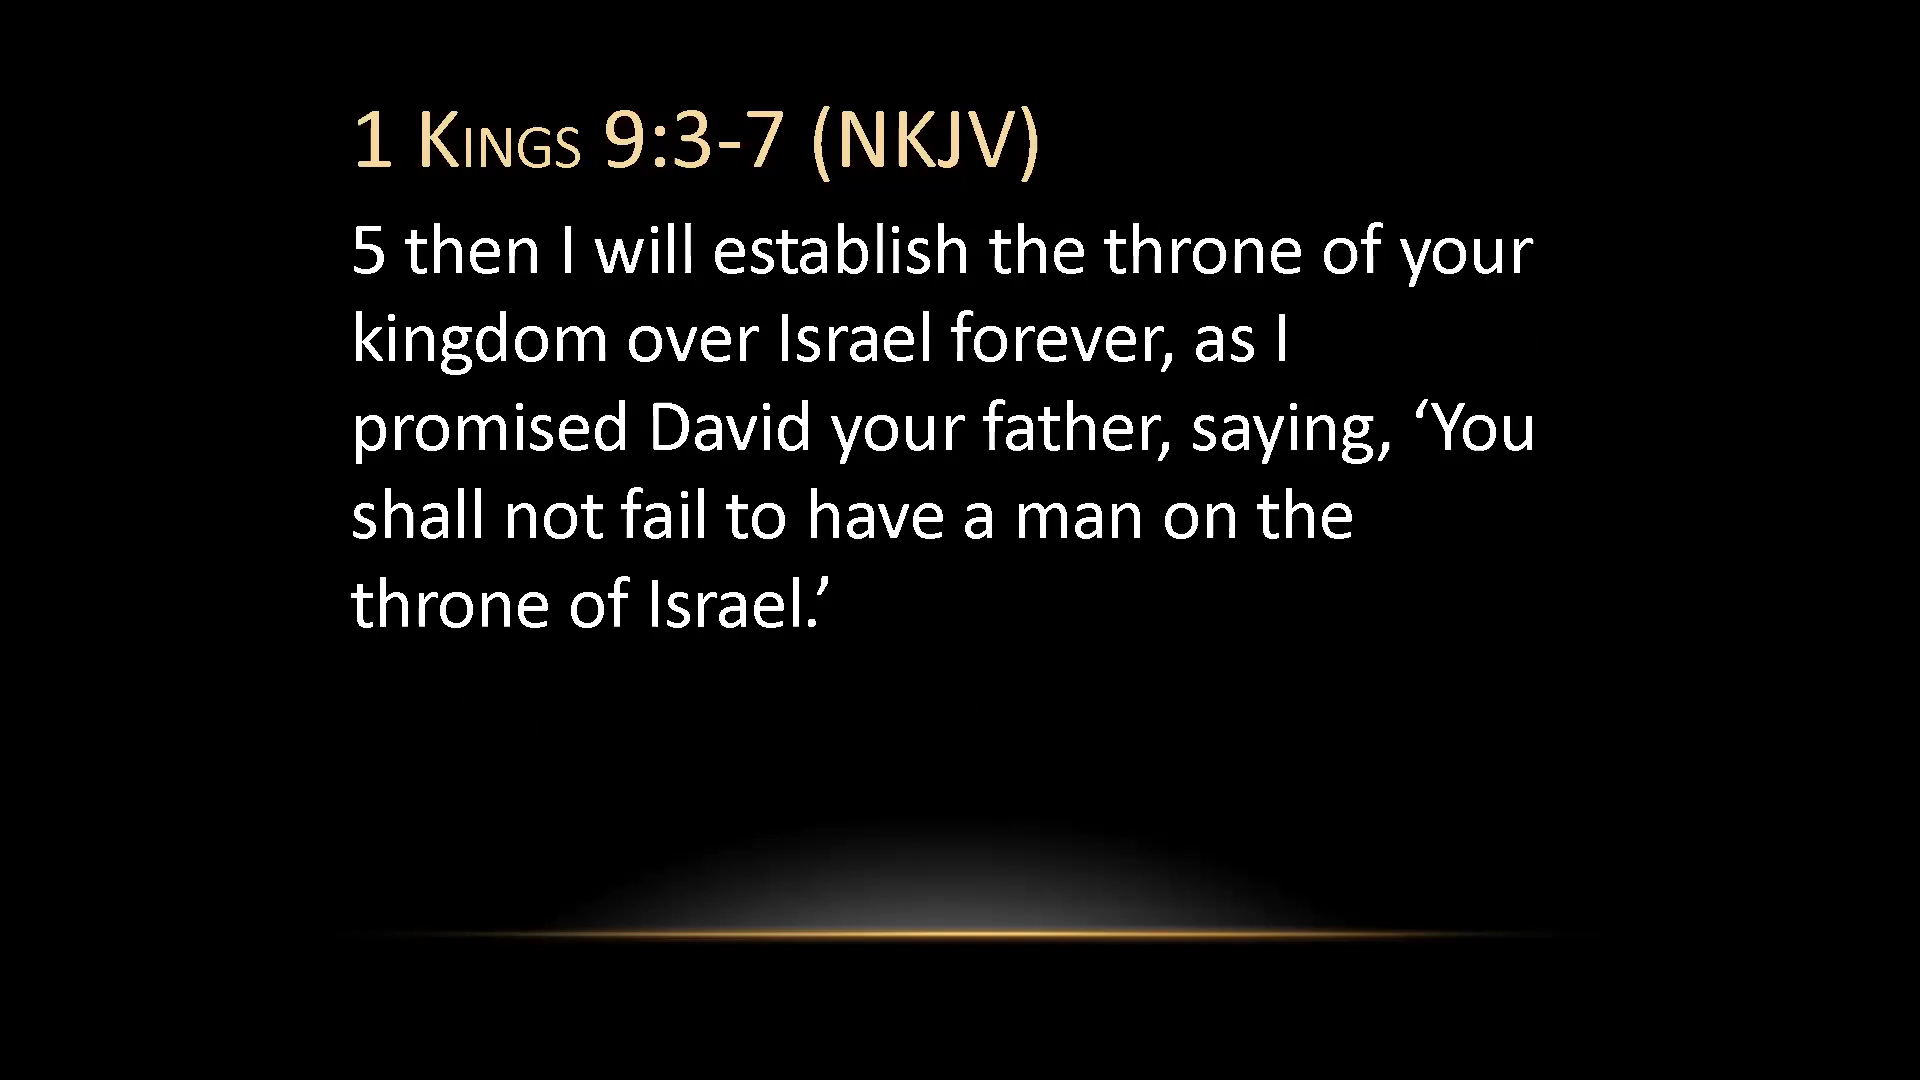 1 Kings 9:3-7 (NKJV)
5 then I will establish the throne of your
kingdom over Israel forever, as I
promised David your father, saying, ‘You
shall not fail to have a man on the
throne of Israel.’